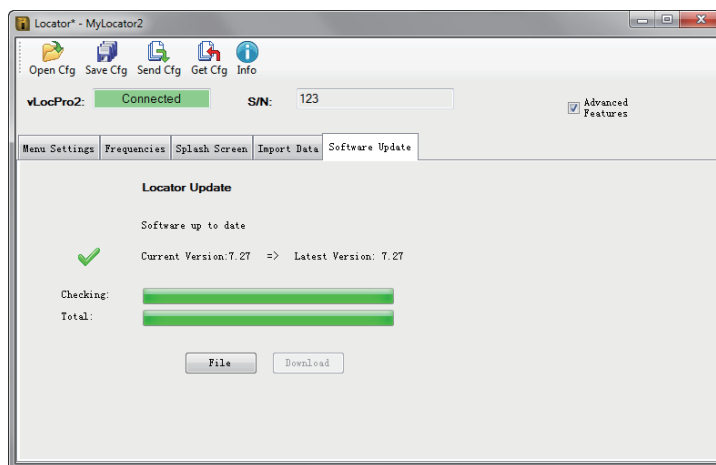 Locator* - MyLocator2
Open Cfg Save Cfg Send Cfg Get Cfg Info
vLocPro2: Connected S/N: 123 Advanced Features
Menu Settings Frequencies Splash Screen Import Data Software Update
Locator Update
Software up to date
Current Version:7.27 => Latest Version: 7.27
Checking:
Total:
File Download